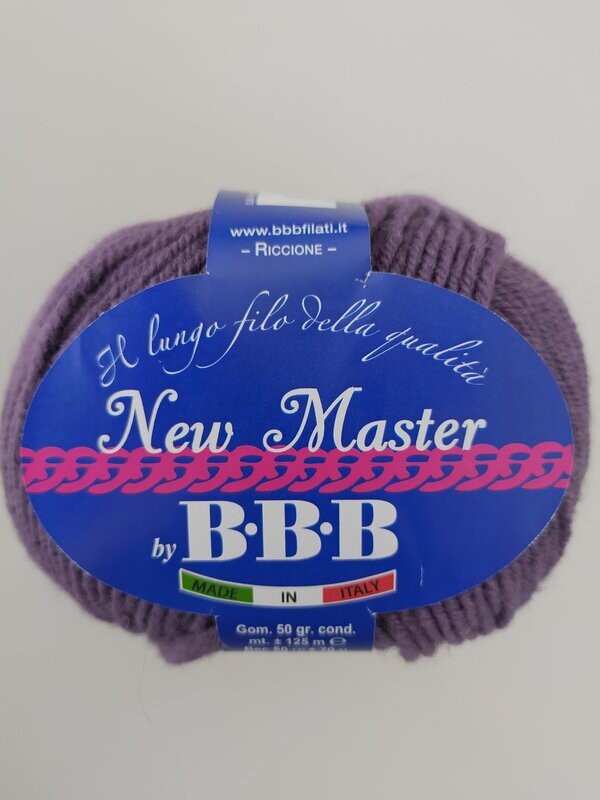 www.bbbfilati.it
- RICCIONE -
Il lungo filo della qualità
New Master
by B·B·B
MADE IN ITALY
Gom. 50 gr. cond.
mt. ± 125 m ℮